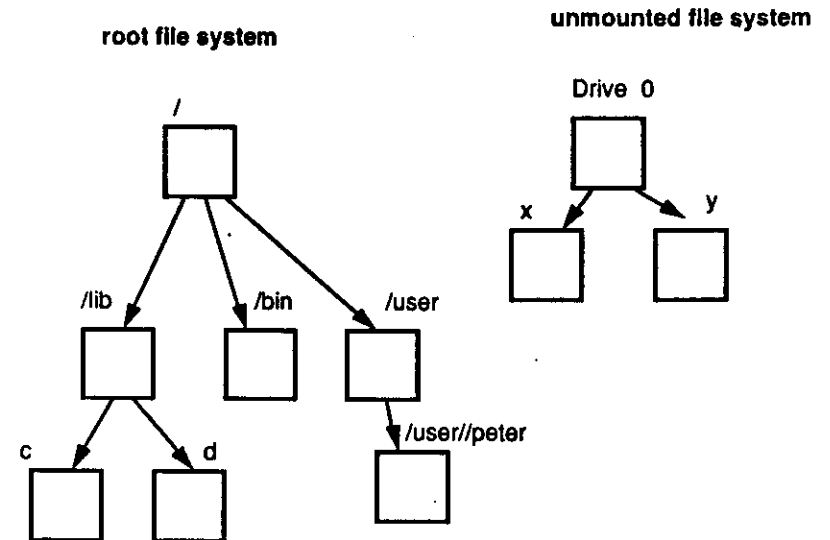 root file system
unmounted file system
Drive 0
/
x
y
/lib
/bin
/user
/user//peter
c
d